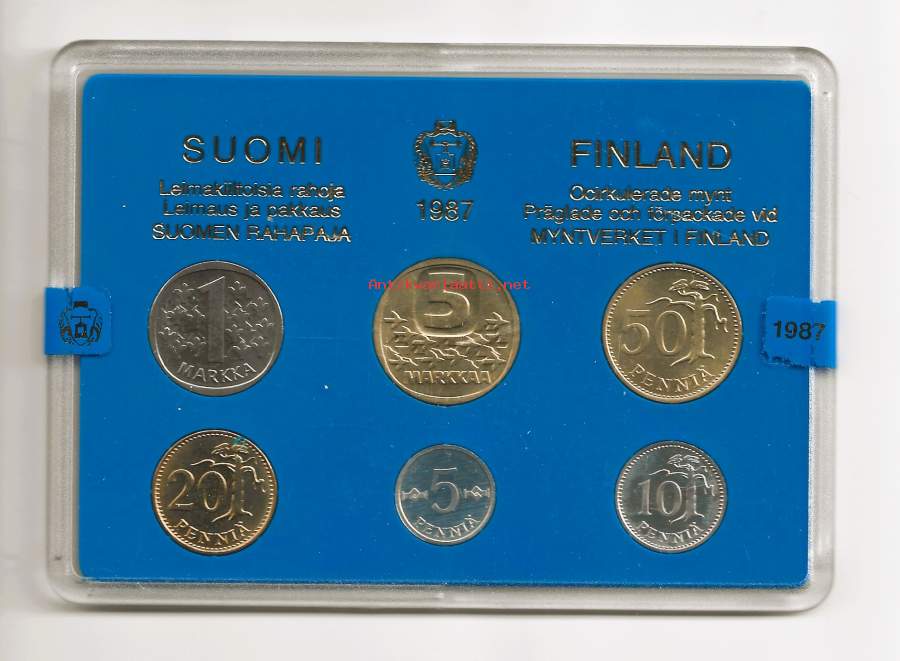 SUOMI
Leimakiiltoisia rahoja
Leimaus ja pakkaus
SUOMEN RAHAPAJA
1987
FINLAND
Ocirkulerade mynt
Präglade och försackade vid
MYNTVERKET I FINLAND
Antikvariaatti.net
1
MARKKA
5
MARKKAA
50
PENNIÄ
1987
20
PENNIÄ
5
PENNIÄ
10
PENNIÄ